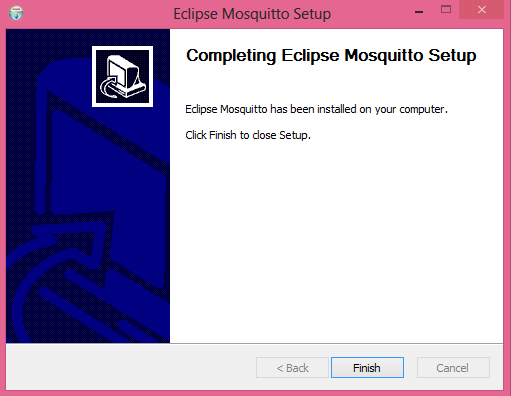 Eclipse Mosquitto Setup
Completing Eclipse Mosquitto Setup
Eclipse Mosquitto has been installed on your computer.
Click Finish to close Setup.
< Back
Finish
Cancel